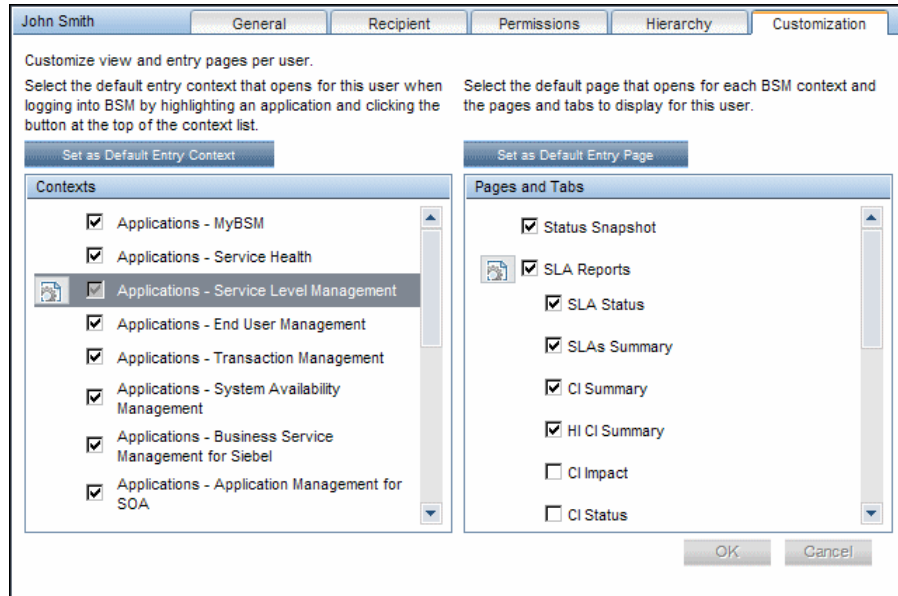 John Smith
General
Recipient
Permissions
Hierarchy
Customization
Customize view and entry pages per user.
Select the default entry context that opens for this user when
logging into BSM by highlighting an application and clicking the
button at the top of the context list.
Set as Default Entry Context
Contexts
Applications - MyBSM
Applications - Service Health
Applications - Service Level Management
Applications - End User Management
Applications - Transaction Management
Applications - System Availability
Management
Applications - Business Service
Management for Siebel
Applications - Application Management for
SOA
Select the default page that opens for each BSM context and
the pages and tabs to display for this user.
Set as Default Entry Page
Pages and Tabs
Status Snapshot
SLA Reports
SLA Status
SLAs Summary
CI Summary
HI CI Summary
CI Impact
CI Status
OK
Cancel